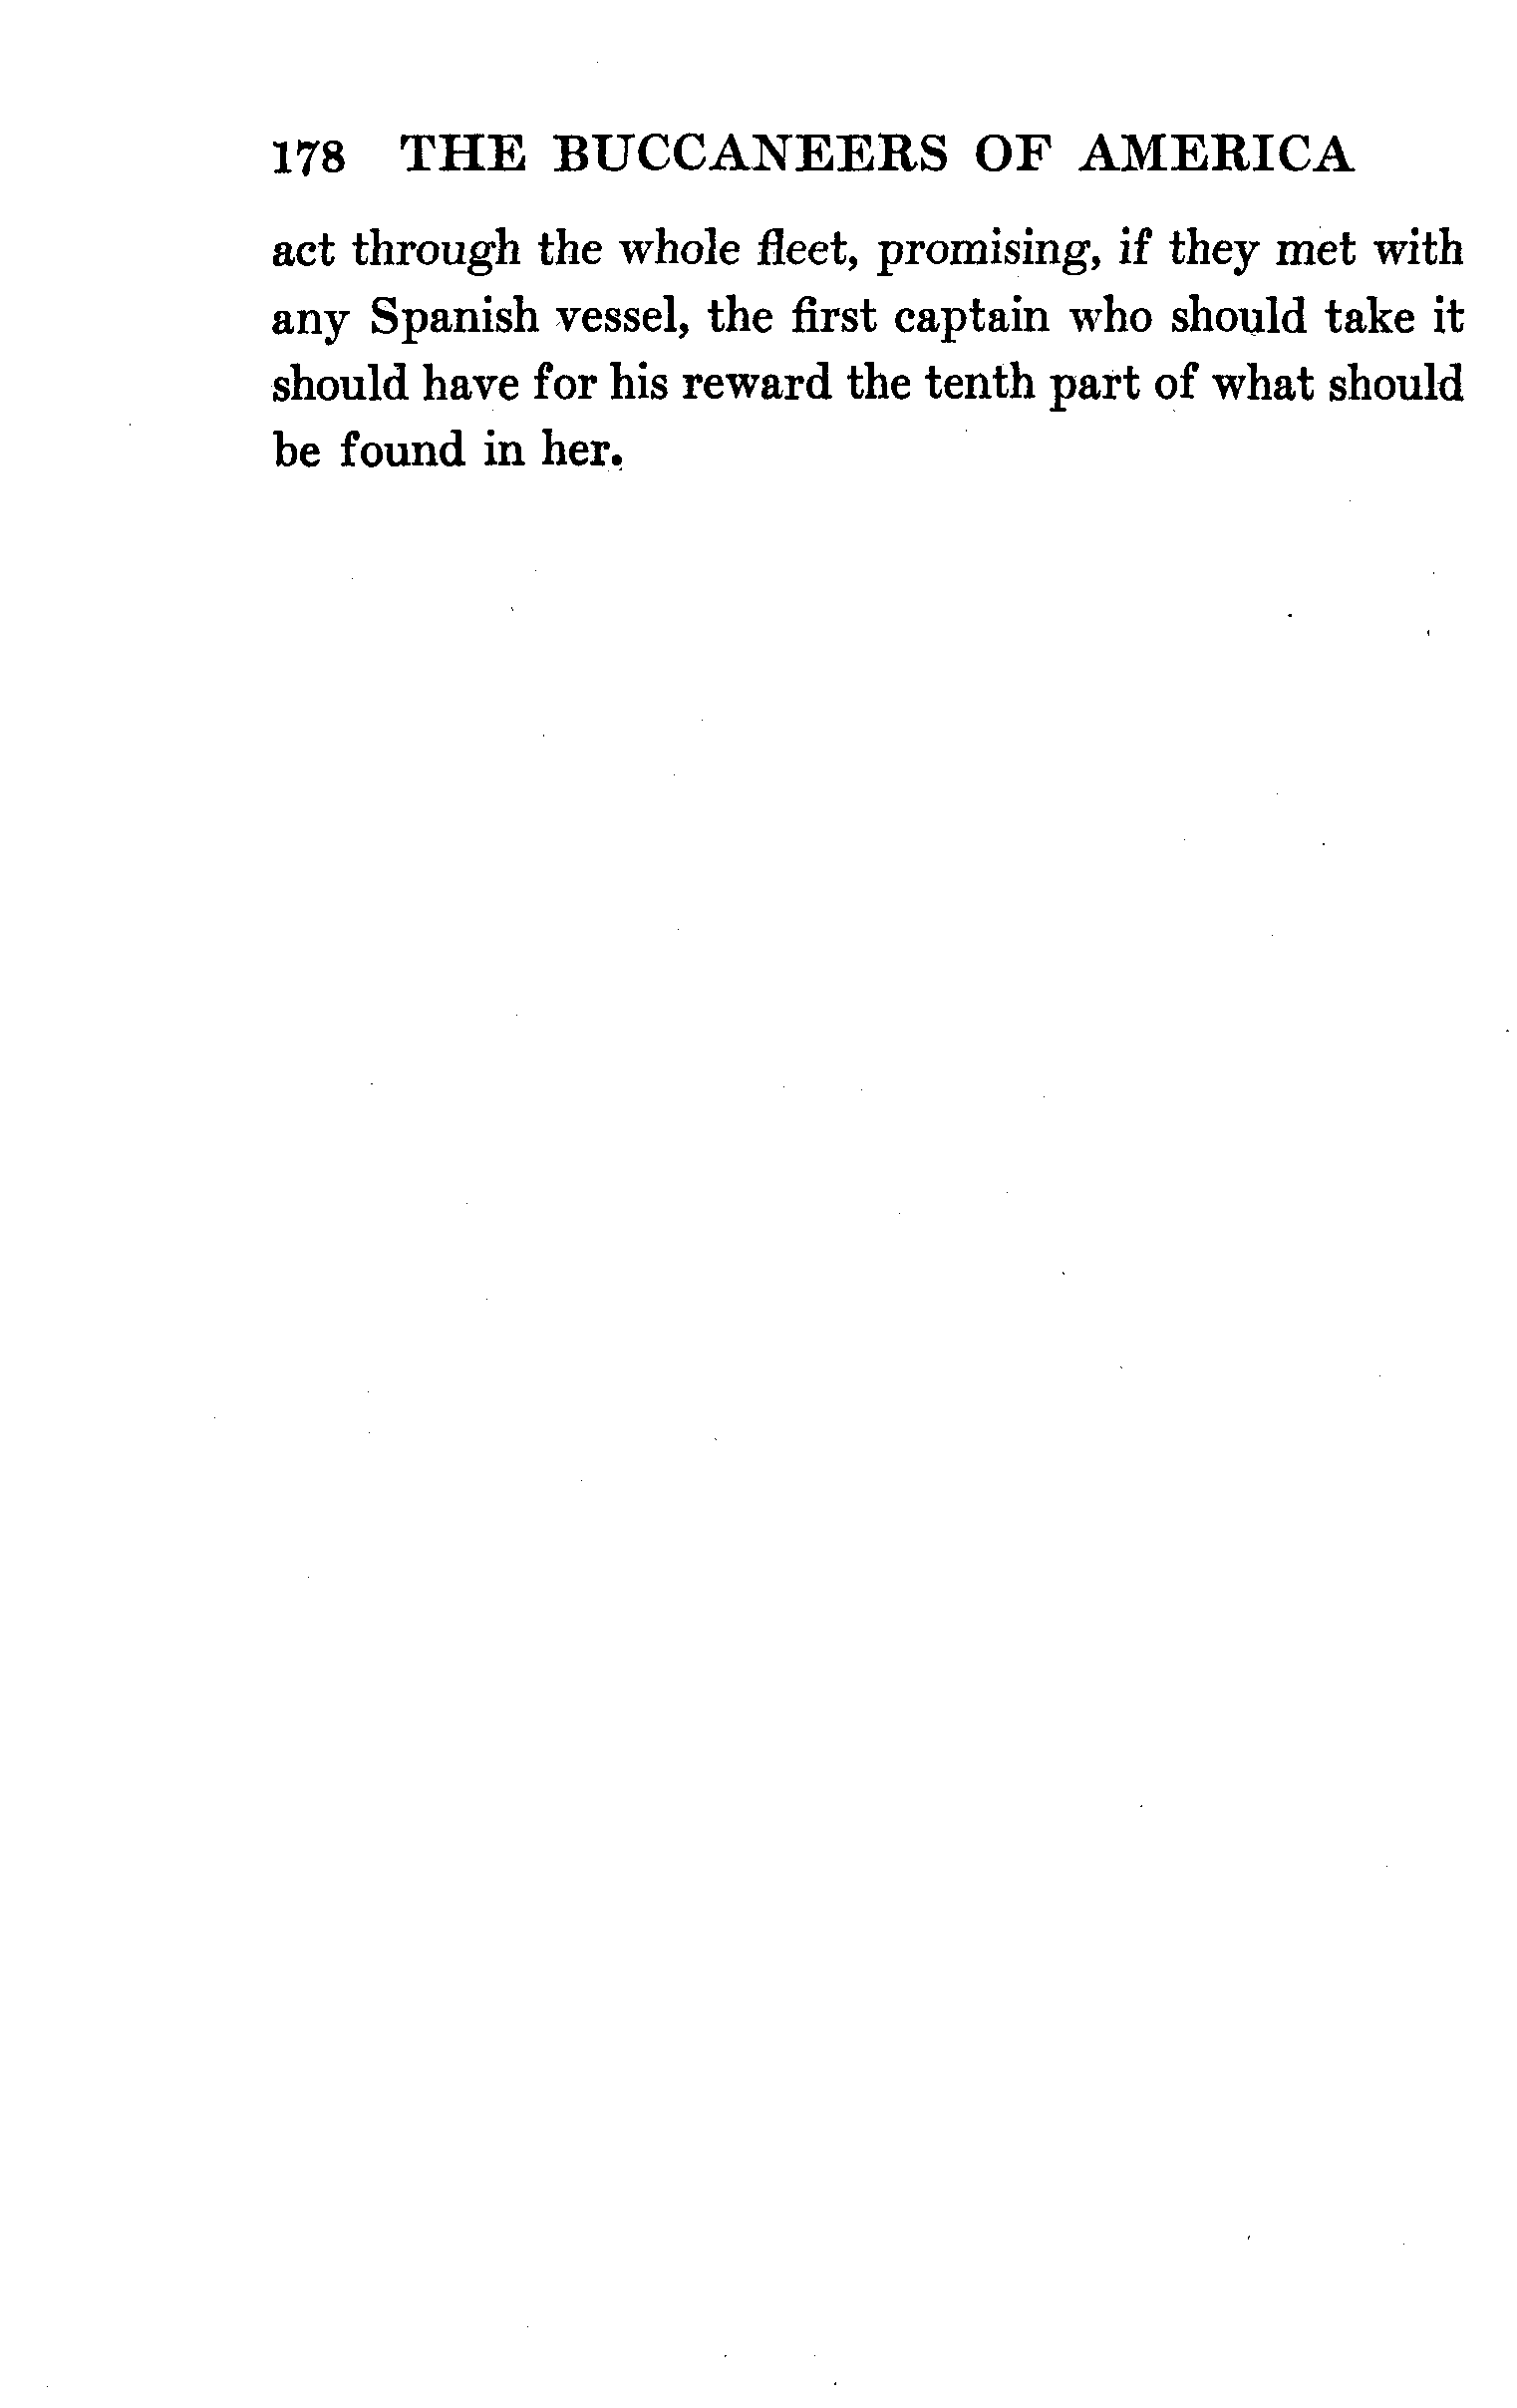 178 THE BUCCANEERS OF AMERICA
act through the whole fleet, promising, if they met with
any Spanish vessel, the first captain who should take it
should have for his reward the tenth part of what should
be found in her.